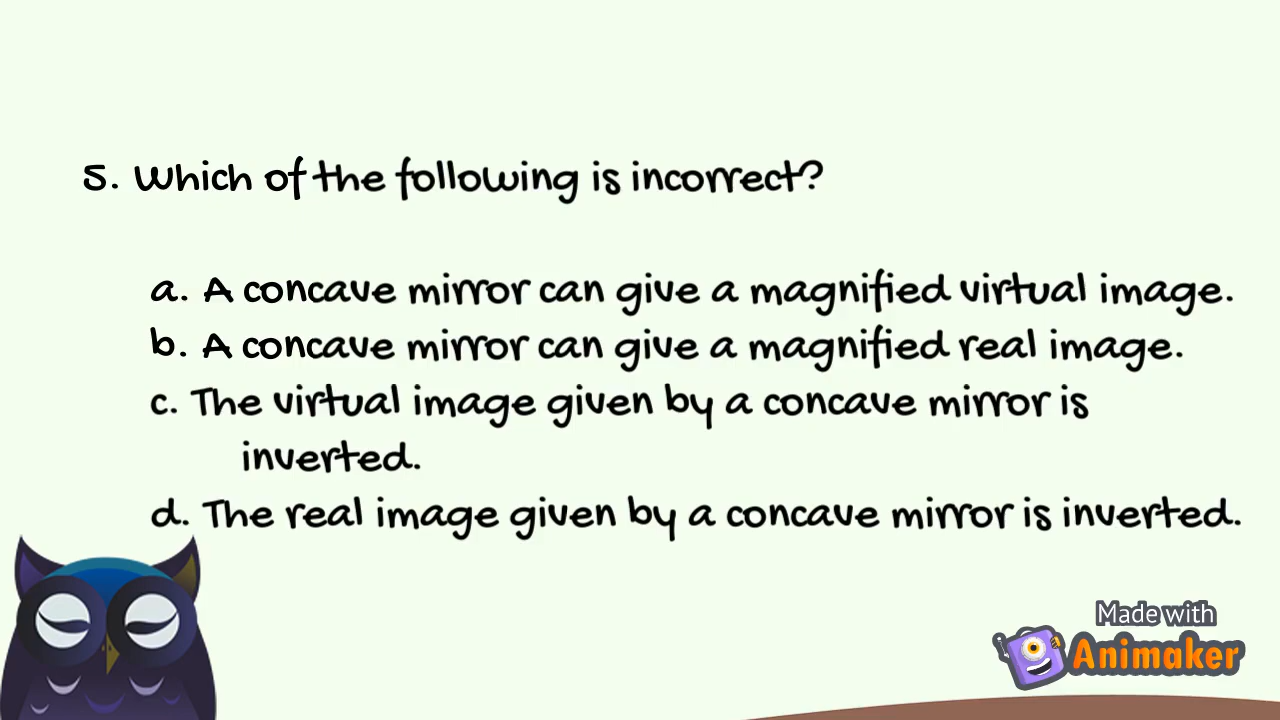 5. Which of the following is incorrect?
a. A concave mirror can give a magnified virtual image.
b. A concave mirror can give a magnified real image.
c. The virtual image given by a concave mirror is
inverted.
d. The real image given by a concave mirror is inverted.
Made with
Animaker